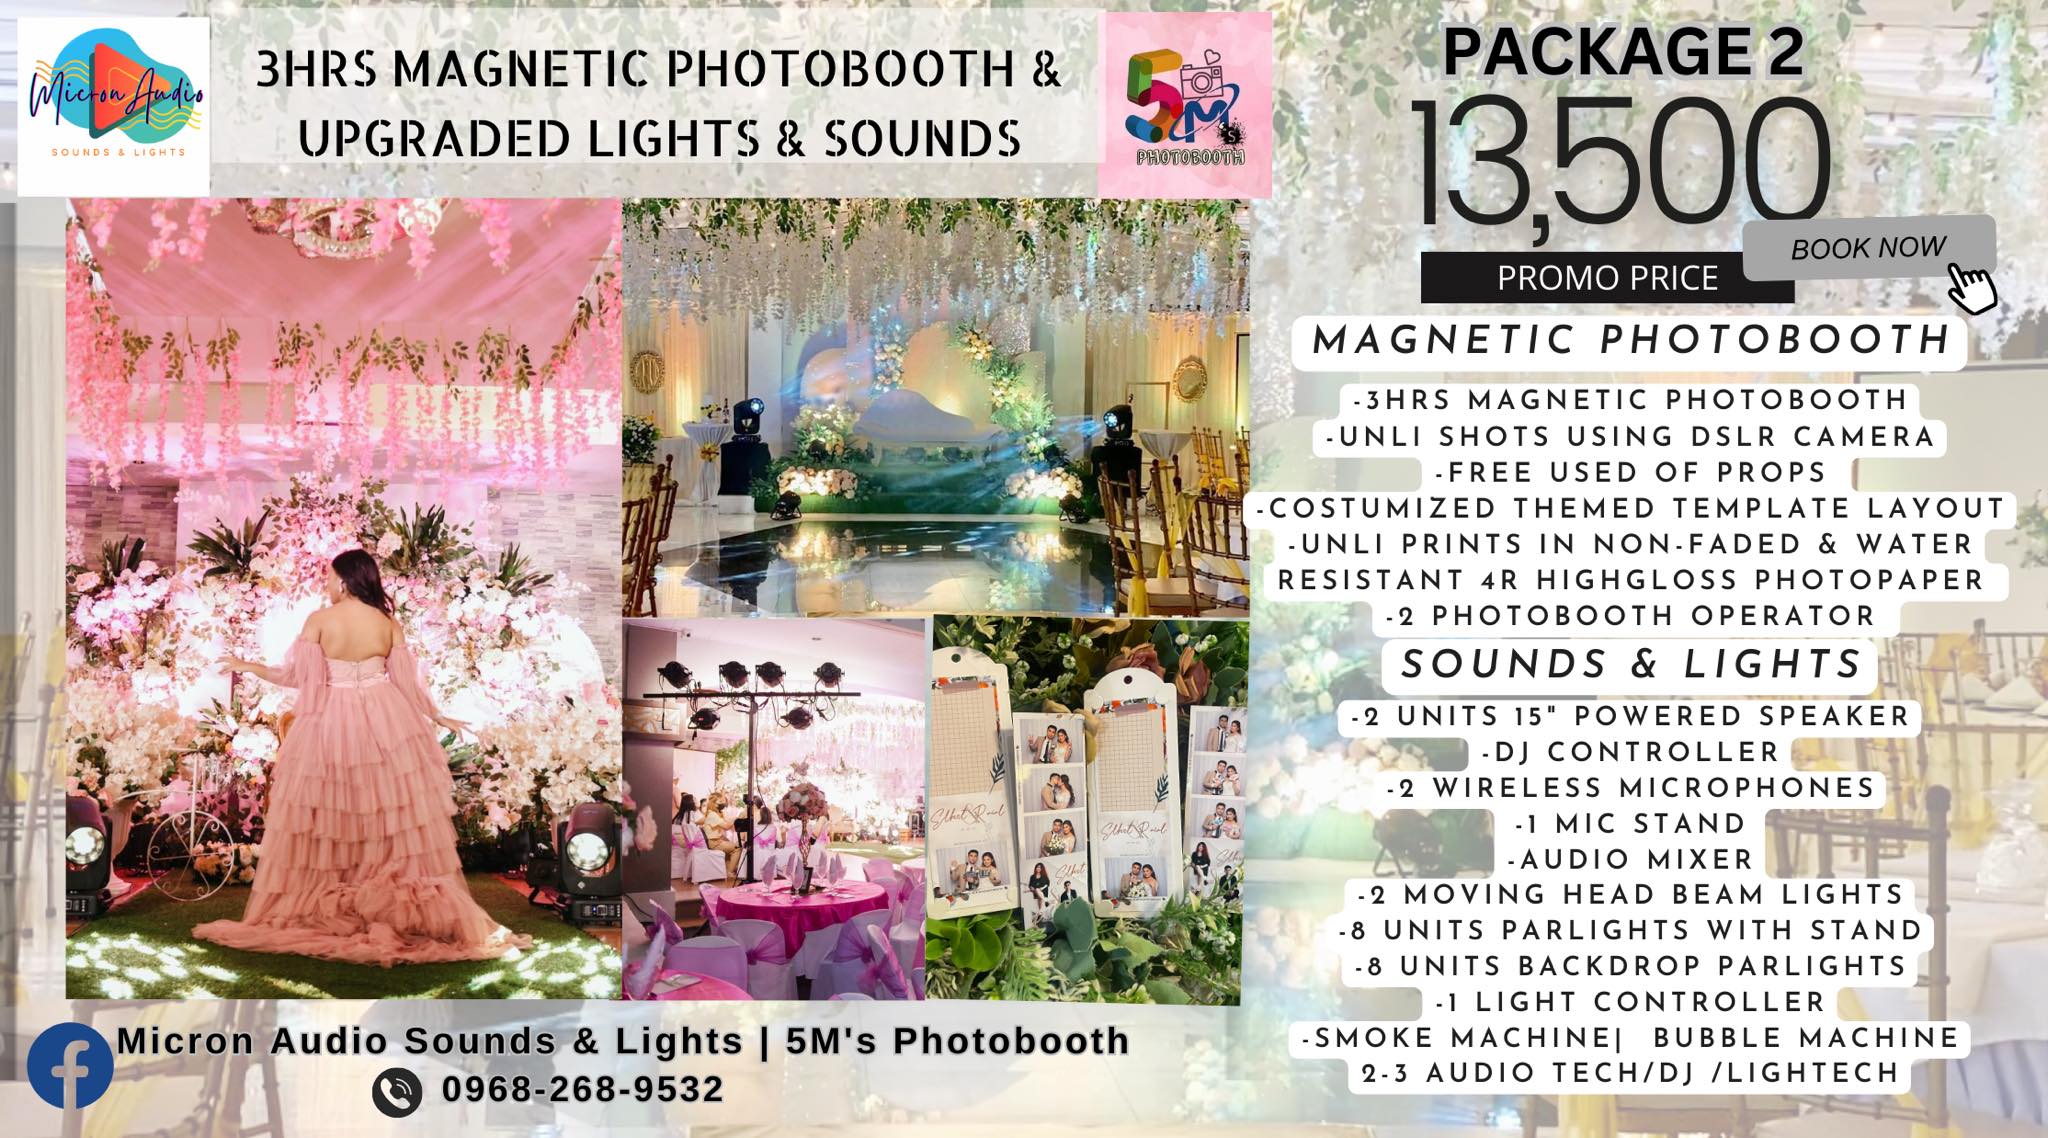 Micron Audio
SOUNDS & LIGHTS
3HRS MAGNETIC PHOTOBOOTH &
UPGRADED LIGHTS & SOUNDS
5M's
PHOTOBOOTH
PACKAGE 2
13,500
BOOK NOW
PROMO PRICE
MAGNETIC PHOTOBOOTH
-3HRS MAGNETIC PHOTOBOOTH
-UNLI SHOTS USING DSLR CAMERA
-FREE USED OF PROPS
-COSTUMIZED THEMED TEMPLATE LAYOUT
-UNLI PRINTS IN NON-FADED & WATER
RESISTANT 4R HIGHGLOSS PHOTOPAPER
-2 PHOTOBOOTH OPERATOR
SOUNDS & LIGHTS
-2 UNITS 15" POWERED SPEAKER
-DJ CONTROLLER
-2 WIRELESS MICROPHONES
-1 MIC STAND
-AUDIO MIXER
-2 MOVING HEAD BEAM LIGHTS
-8 UNITS PARLIGHTS WITH STAND
-8 UNITS BACKDROP PARLIGHTS
-1 LIGHT CONTROLLER
-SMOKE MACHINE| BUBBLE MACHINE
2-3 AUDIO TECH/DJ /LIGHTECH
Micron Audio Sounds & Lights | 5M's Photobooth
0968-268-9532